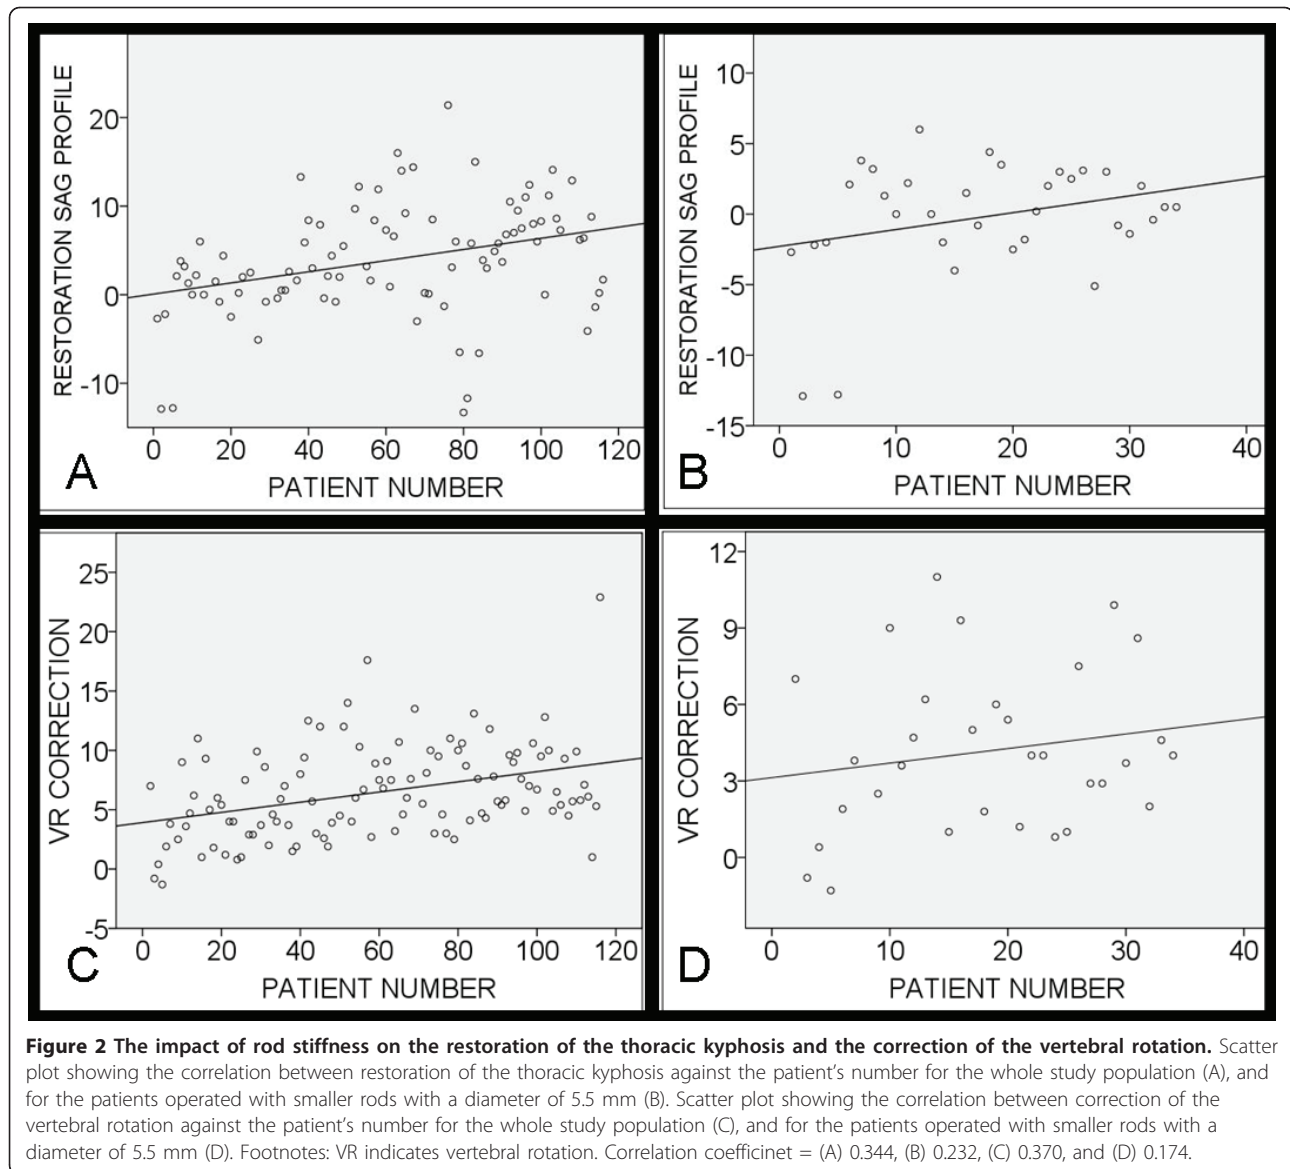 RESTORATION SAG PROFILE
20
10
0
-10
0 20 40 60 80 100 120
A PATIENT NUMBER
RESTORATION SAG PROFILE
10
5
0
-5
-10
-15
0 10 20 30 40
B PATIENT NUMBER
VR CORRECTION
25
20
15
10
5
0
-5
0 20 40 60 80 100 120
C PATIENT NUMBER
VR CORRECTION
12
9
6
3
0
0 10 20 30 40
D PATIENT NUMBER
Figure 2 The impact of rod stiffness on the restoration of the thoracic kyphosis and the correction of the vertebral rotation. Scatter
plot showing the correlation between restoration of the thoracic kyphosis against the patient's number for the whole study population (A), and
for the patients operated with smaller rods with a diameter of 5.5 mm (B). Scatter plot showing the correlation between correction of the
vertebral rotation against the patient's number for the whole study population (C), and for the patients operated with smaller rods with a
diameter of 5.5 mm (D). Footnotes: VR indicates vertebral rotation. Correlation coefficinet = (A) 0.344, (B) 0.232, (C) 0.370, and (D) 0.174.